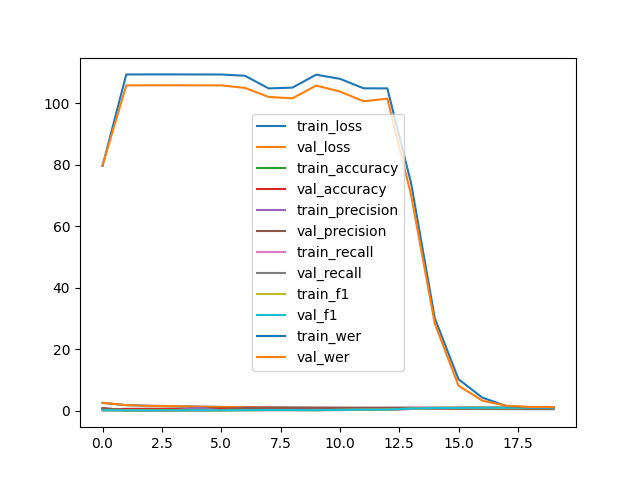 100
80
60
40
20
0
train_loss
val_loss
train_accuracy
val_accuracy
train_precision
val_precision
train_recall
val_recall
train_f1
val_f1
train_wer
val_wer
0.0 2.5 5.0 7.5 10.0 12.5 15.0 17.5